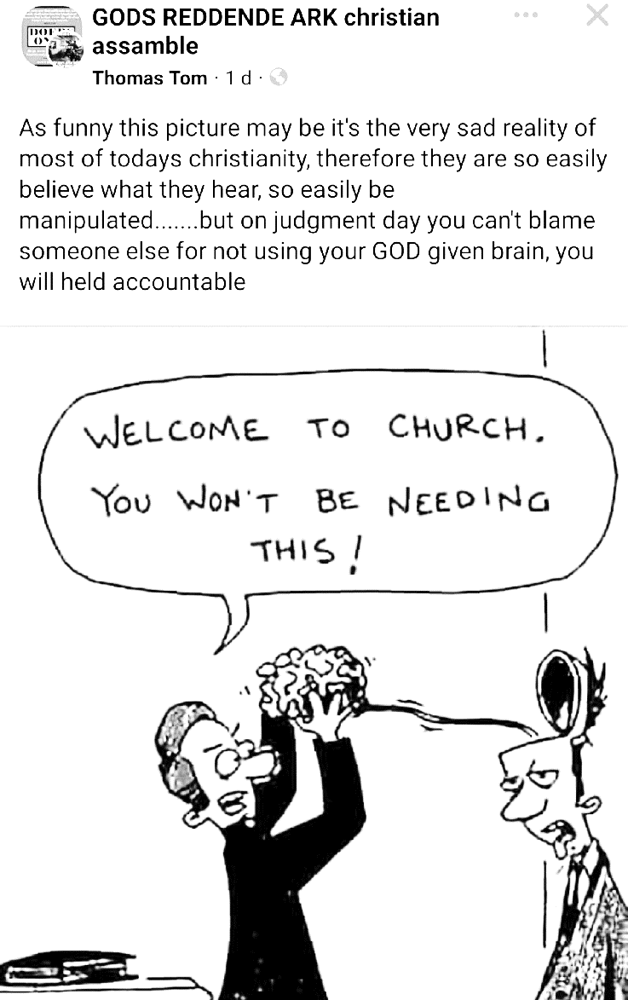 GODS REDDENDE ARK christian
assamble
Thomas Tom · 1 d ·
As funny this picture may be it's the very sad reality of
most of todays christianity, therefore they are so easily
believe what they hear, so easily be
manipulated.......but on judgment day you can't blame
someone else for not using your GOD given brain, you
will held accountable
WELCOME TO CHURCH.
YOU WON'T BE NEEDING
THIS!